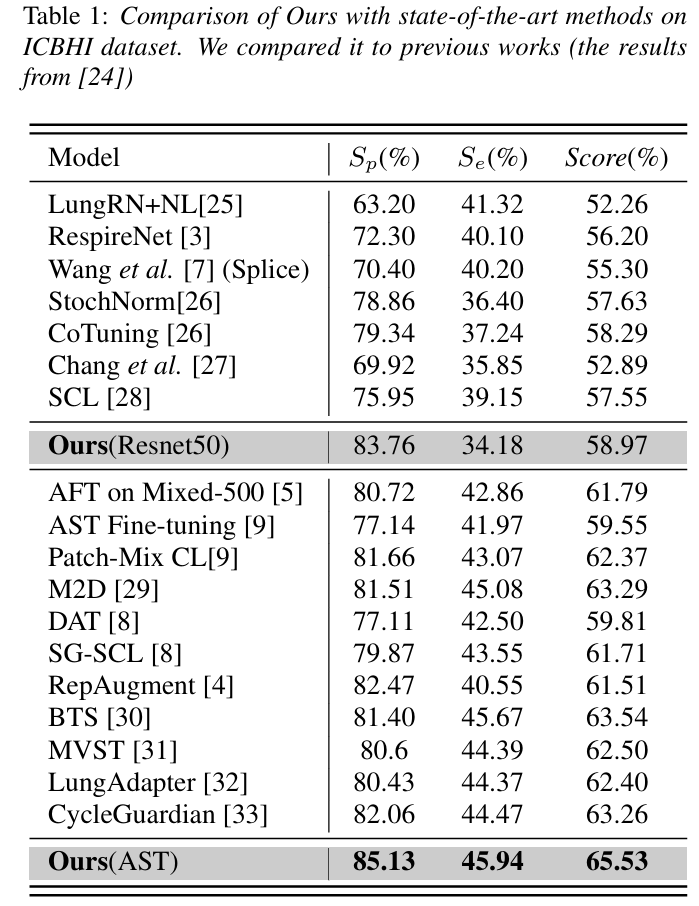 Table 1: Comparison of Ours with state-of-the-art methods on
ICBHI dataset. We compared it to previous works (the results
from [24])
Model Sp(%) Se(%) Score(%)
LungRN+NL[25] 63.20 41.32 52.26
RespireNet [3] 72.30 40.10 56.20
Wang et al. [7] (Splice) 70.40 40.20 55.30
StochNorm[26] 78.86 36.40 57.63
CoTuning [26] 79.34 37.24 58.29
Chang et al. [27] 69.92 35.85 52.89
SCL [28] 75.95 39.15 57.55
Ours(Resnet50) 83.76 34.18 58.97
AFT on Mixed-500 [5] 80.72 42.86 61.79
AST Fine-tuning [9] 77.14 41.97 59.55
Patch-Mix CL[9] 81.66 43.07 62.37
M2D [29] 81.51 45.08 63.29
DAT [8] 77.11 42.50 59.81
SG-SCL [8] 79.87 43.55 61.71
RepAugment [4] 82.47 40.55 61.51
BTS [30] 81.40 45.67 63.54
MVST [31] 80.6 44.39 62.50
LungAdapter [32] 80.43 44.37 62.40
CycleGuardian [33] 82.06 44.47 63.26
Ours(AST) 85.13 45.94 65.53